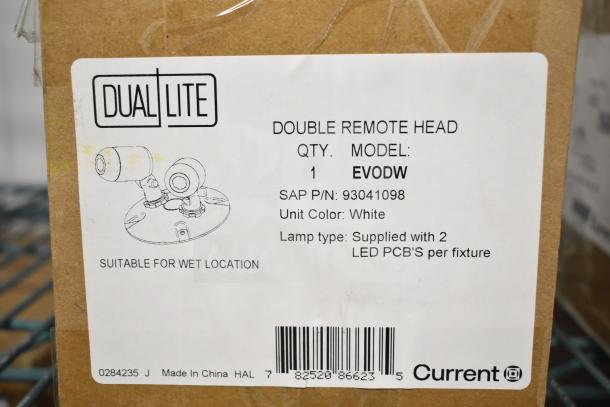 DUAL LITE
DOUBLE REMOTE HEAD
QTY. MODEL:
1 EVODW
SAP P/N: 93041098
Unit Color: White
Lamp type: Supplied with 2
LED PCB'S per fixture
SUITABLE FOR WET LOCATION
0284235 J Made In China HAL 7 82520 86623 5 Current